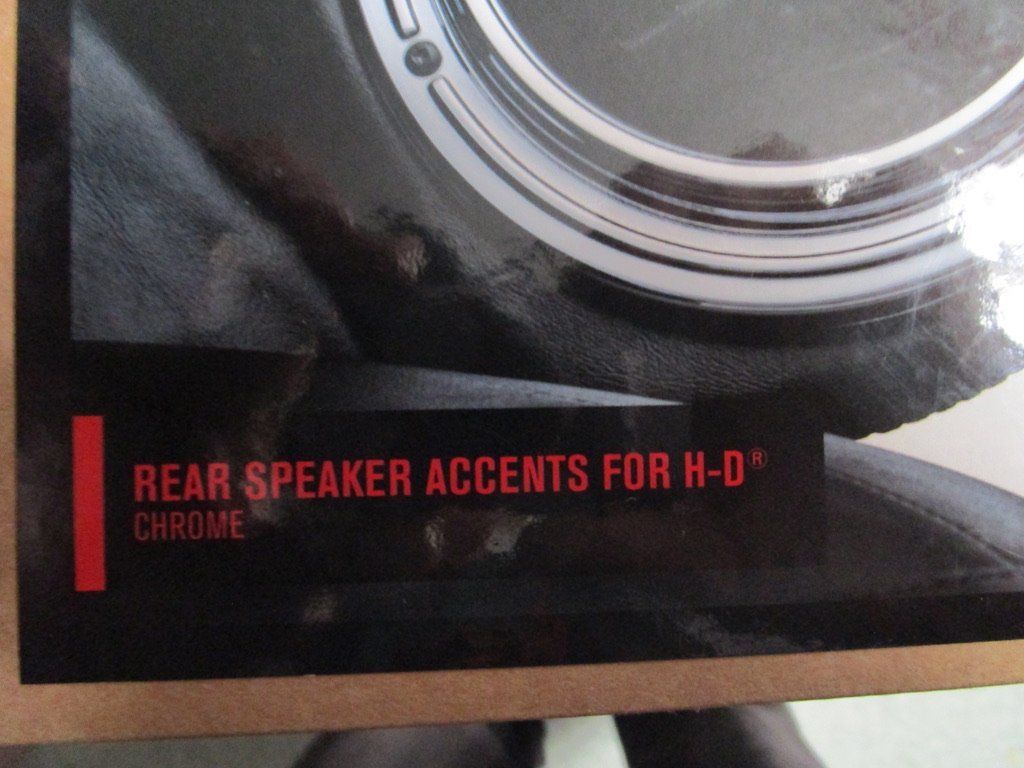 REAR SPEAKER ACCENTS FOR H-D®
CHROME